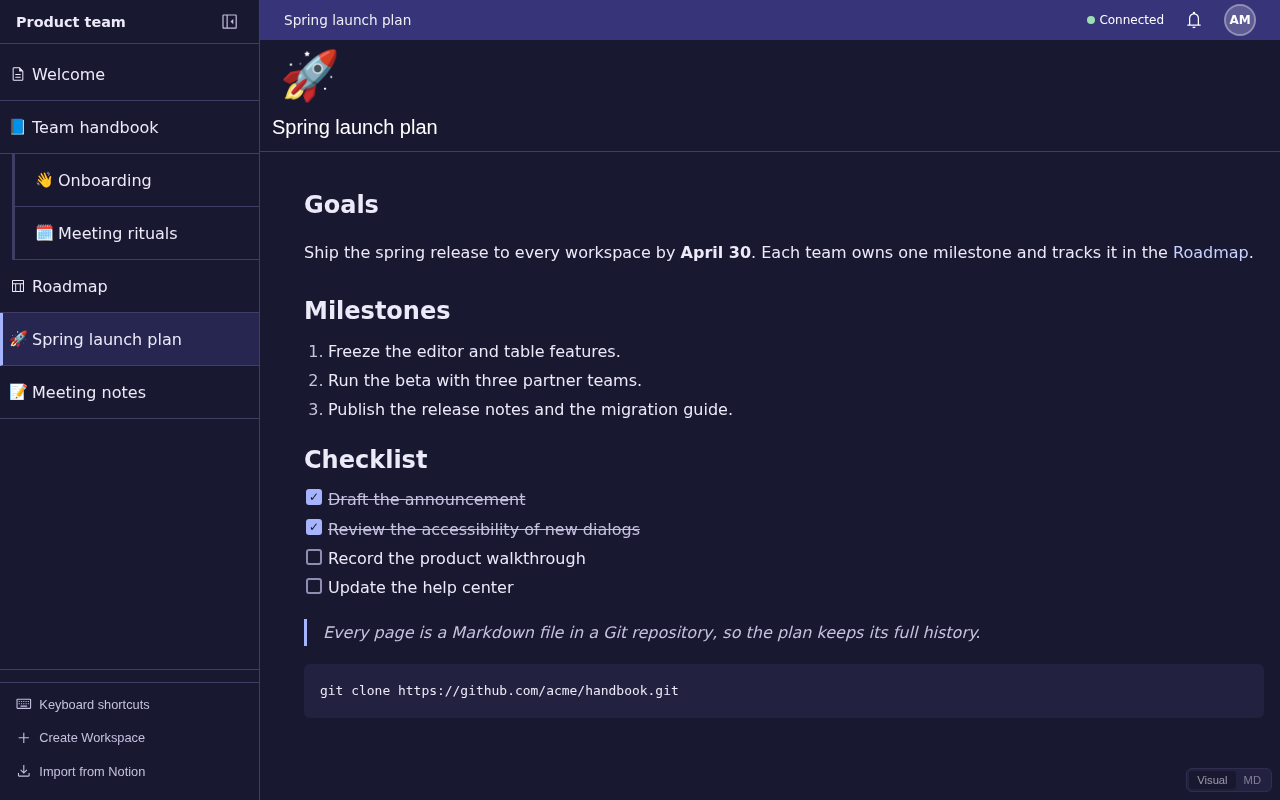 Product team
Welcome
Team handbook
Onboarding
Meeting rituals
Roadmap
Spring launch plan
Meeting notes
Keyboard shortcuts
Create Workspace
Import from Notion
Spring launch plan
Connected
AM
Spring launch plan
Goals
Ship the spring release to every workspace by April 30. Each team owns one milestone and tracks it in the Roadmap.
Milestones
1. Freeze the editor and table features.
2. Run the beta with three partner teams.
3. Publish the release notes and the migration guide.
Checklist
Draft the announcement
Review the accessibility of new dialogs
Record the product walkthrough
Update the help center
Every page is a Markdown file in a Git repository, so the plan keeps its full history.
git clone https://github.com/acme/handbook.git
Visual MD